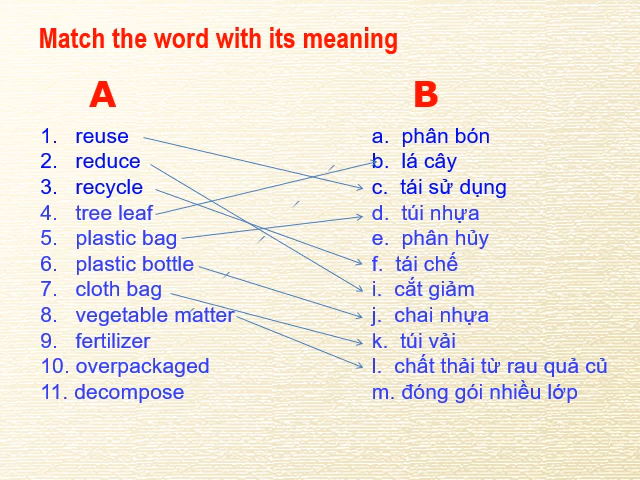 Match the word with its meaning
A B
1. reuse a. phân bón
2. reduce b. lá cây
3. recycle c. tái sử dụng
4. tree leaf d. túi nhựa
5. plastic bag e. phân hủy
6. plastic bottle f. tái chế
7. cloth bag i. cắt giảm
8. vegetable matter j. chai nhựa
9. fertilizer k. túi vải
10. overpackaged l. chất thải từ rau quả củ
11. decompose m. đóng gói nhiều lớp